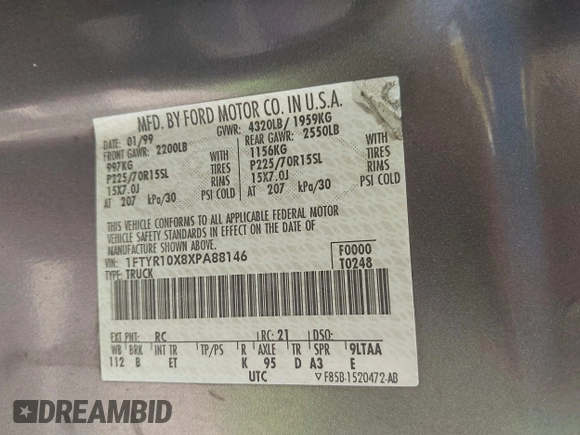 MFD. BY FORD MOTOR CO. IN U.S.A.
DATE: 01/99 GVWR: 4320LB/ 1959KG
FRONT GAWR: 2200LB REAR GAWR: 2550LB
997KG WITH 1156KG WITH
P225/70R15SL TIRES P225/70R15SL TIRES
15X7.0J RIMS 15X7.0J RIMS
AT 207 kPa/30 PSI COLD AT 207 kPa/30 PSI COLD
THIS VEHICLE CONFORMS TO ALL APPLICABLE FEDERAL MOTOR
VEHICLE SAFETY STANDARDS IN EFFECT ON THE DATE OF
MANUFACTURE SHOWN ABOVE.
VIN: 1FTYR10X8XPA88146 F0000
TYPE: TRUCK T0248
EXT PNT: RC RC: 21 DSO:
WB BRK INT TR TP/PS R AXLE TR SPR 9LTAA
112 B ET K 95 D A3 E
UTC ▽ F85B-1520472-AB
DREAMBID